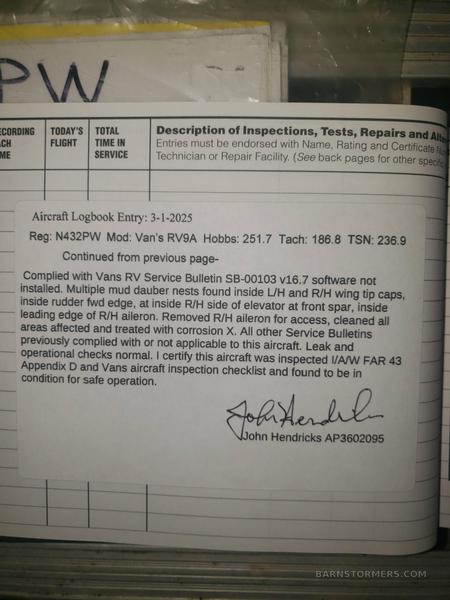 PW
RECORDING
TACH
TIME
TODAY'S
FLIGHT
TOTAL
TIME IN
SERVICE
Description of Inspections, Tests, Repairs and Alte
Entries must be endorsed with Name, Rating and Certificate
Technician or Repair Facility. (See back pages for other specific
Aircraft Logbook Entry: 3-1-2025
Reg: N432PW Mod: Van's RV9A Hobbs: 251.7 Tach: 186.8 TSN: 236.9
Continued from previous page-
Complied with Vans RV Service Bulletin SB-00103 v16.7 software not
installed. Multiple mud dauber nests found inside L/H and R/H wing tip caps,
inside rudder fwd edge, at inside R/H side of elevator at front spar, inside
leading edge of R/H aileron. Removed R/H aileron for access, cleaned all
areas affected and treated with corrosion X. All other Service Bulletins
previously complied with or not applicable to this aircraft. Leak and
operational checks normal. I certify this aircraft was inspected I/A/W FAR 43
Appendix D and Vans aircraft inspection checklist and found to be in
condition for safe operation.
John Hendricks AP3602095
BARNSTORMERS.COM